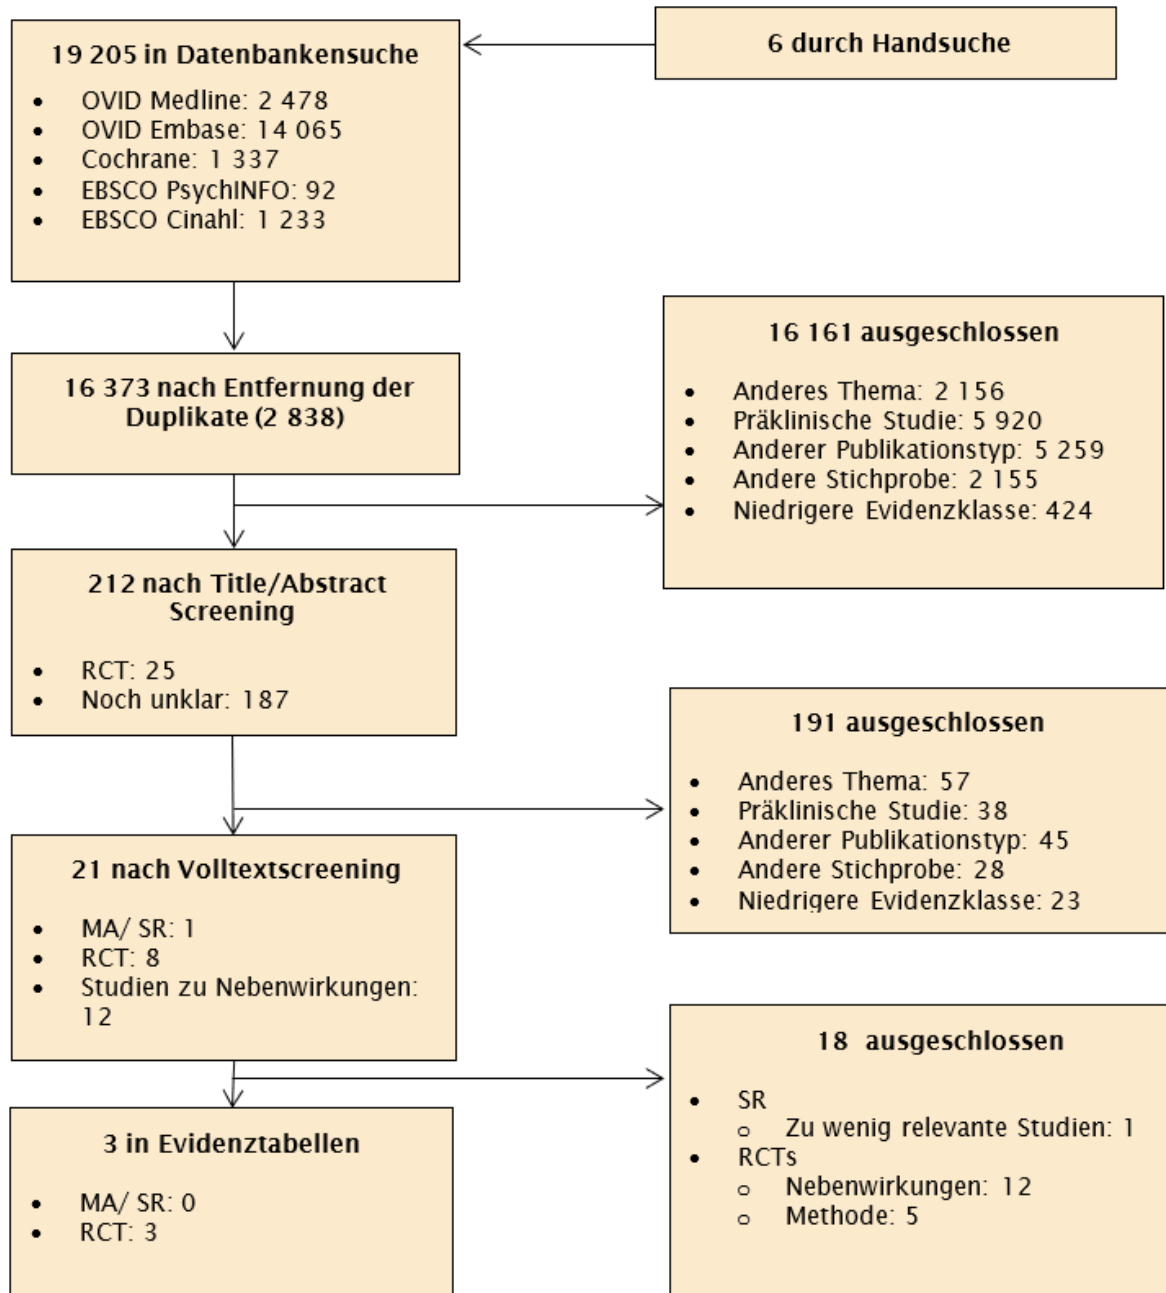 19 205 in Datenbankensuche
• OVID Medline: 2 478
• OVID Embase: 14 065
• Cochrane: 1 337
• EBSCO PsychINFO: 92
• EBSCO Cinahl: 1 233
6 durch Handsuche
16 373 nach Entfernung der
Duplikate (2 838)
16 161 ausgeschlossen
• Anderes Thema: 2 156
• Präklinische Studie: 5 920
• Anderer Publikationstyp: 5 259
• Andere Stichprobe: 2 155
• Niedrigere Evidenzklasse: 424
212 nach Title/Abstract
Screening
• RCT: 25
• Noch unklar: 187
191 ausgeschlossen
• Anderes Thema: 57
• Präklinische Studie: 38
• Anderer Publikationstyp: 45
• Andere Stichprobe: 28
• Niedrigere Evidenzklasse: 23
21 nach Volltextscreening
• MA/ SR: 1
• RCT: 8
• Studien zu Nebenwirkungen:
12
18 ausgeschlossen
• SR
o Zu wenig relevante Studien: 1
• RCTs
o Nebenwirkungen: 12
o Methode: 5
3 in Evidenztabellen
• MA/ SR: 0
• RCT: 3